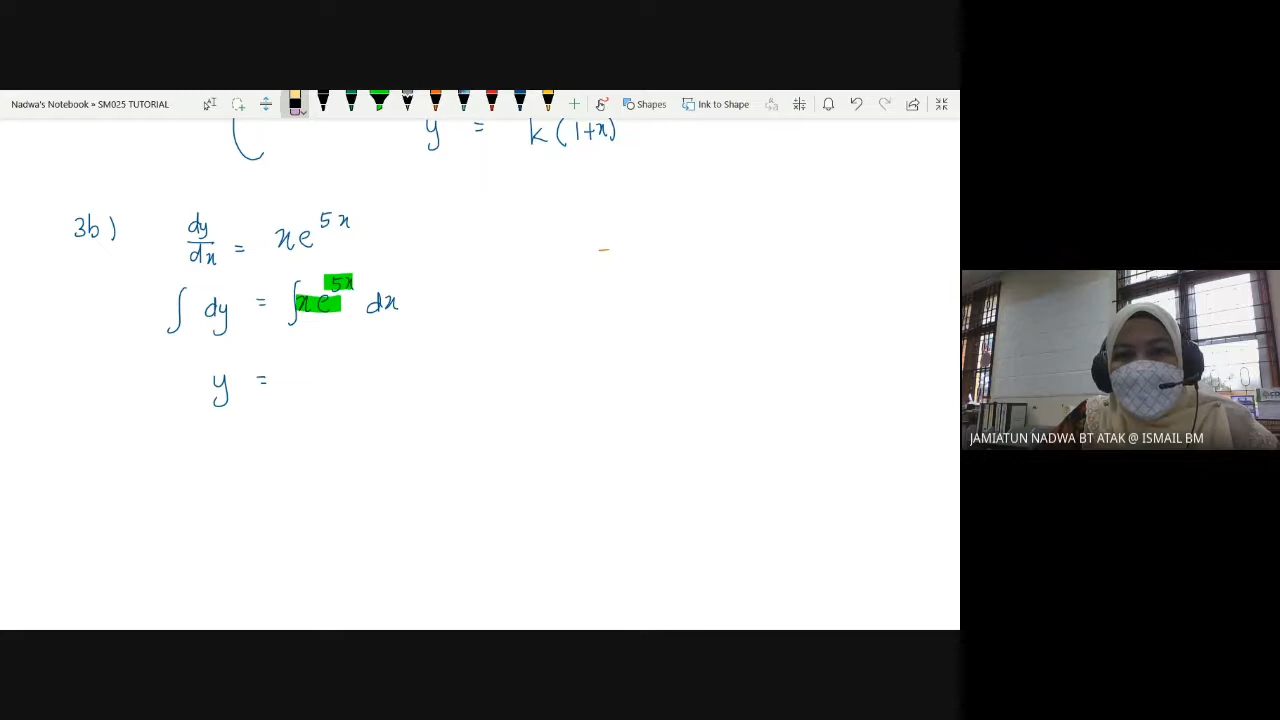 Nadwa's Notebook » SM025 TUTORIAL
Shapes
Ink to Shape
y = k(1+x)
3b) dy/dx = xe^5x
∫ dy = ∫xe^5x dx
y =
JAMIATUN NADWA BT ATAK @ ISMAIL BM